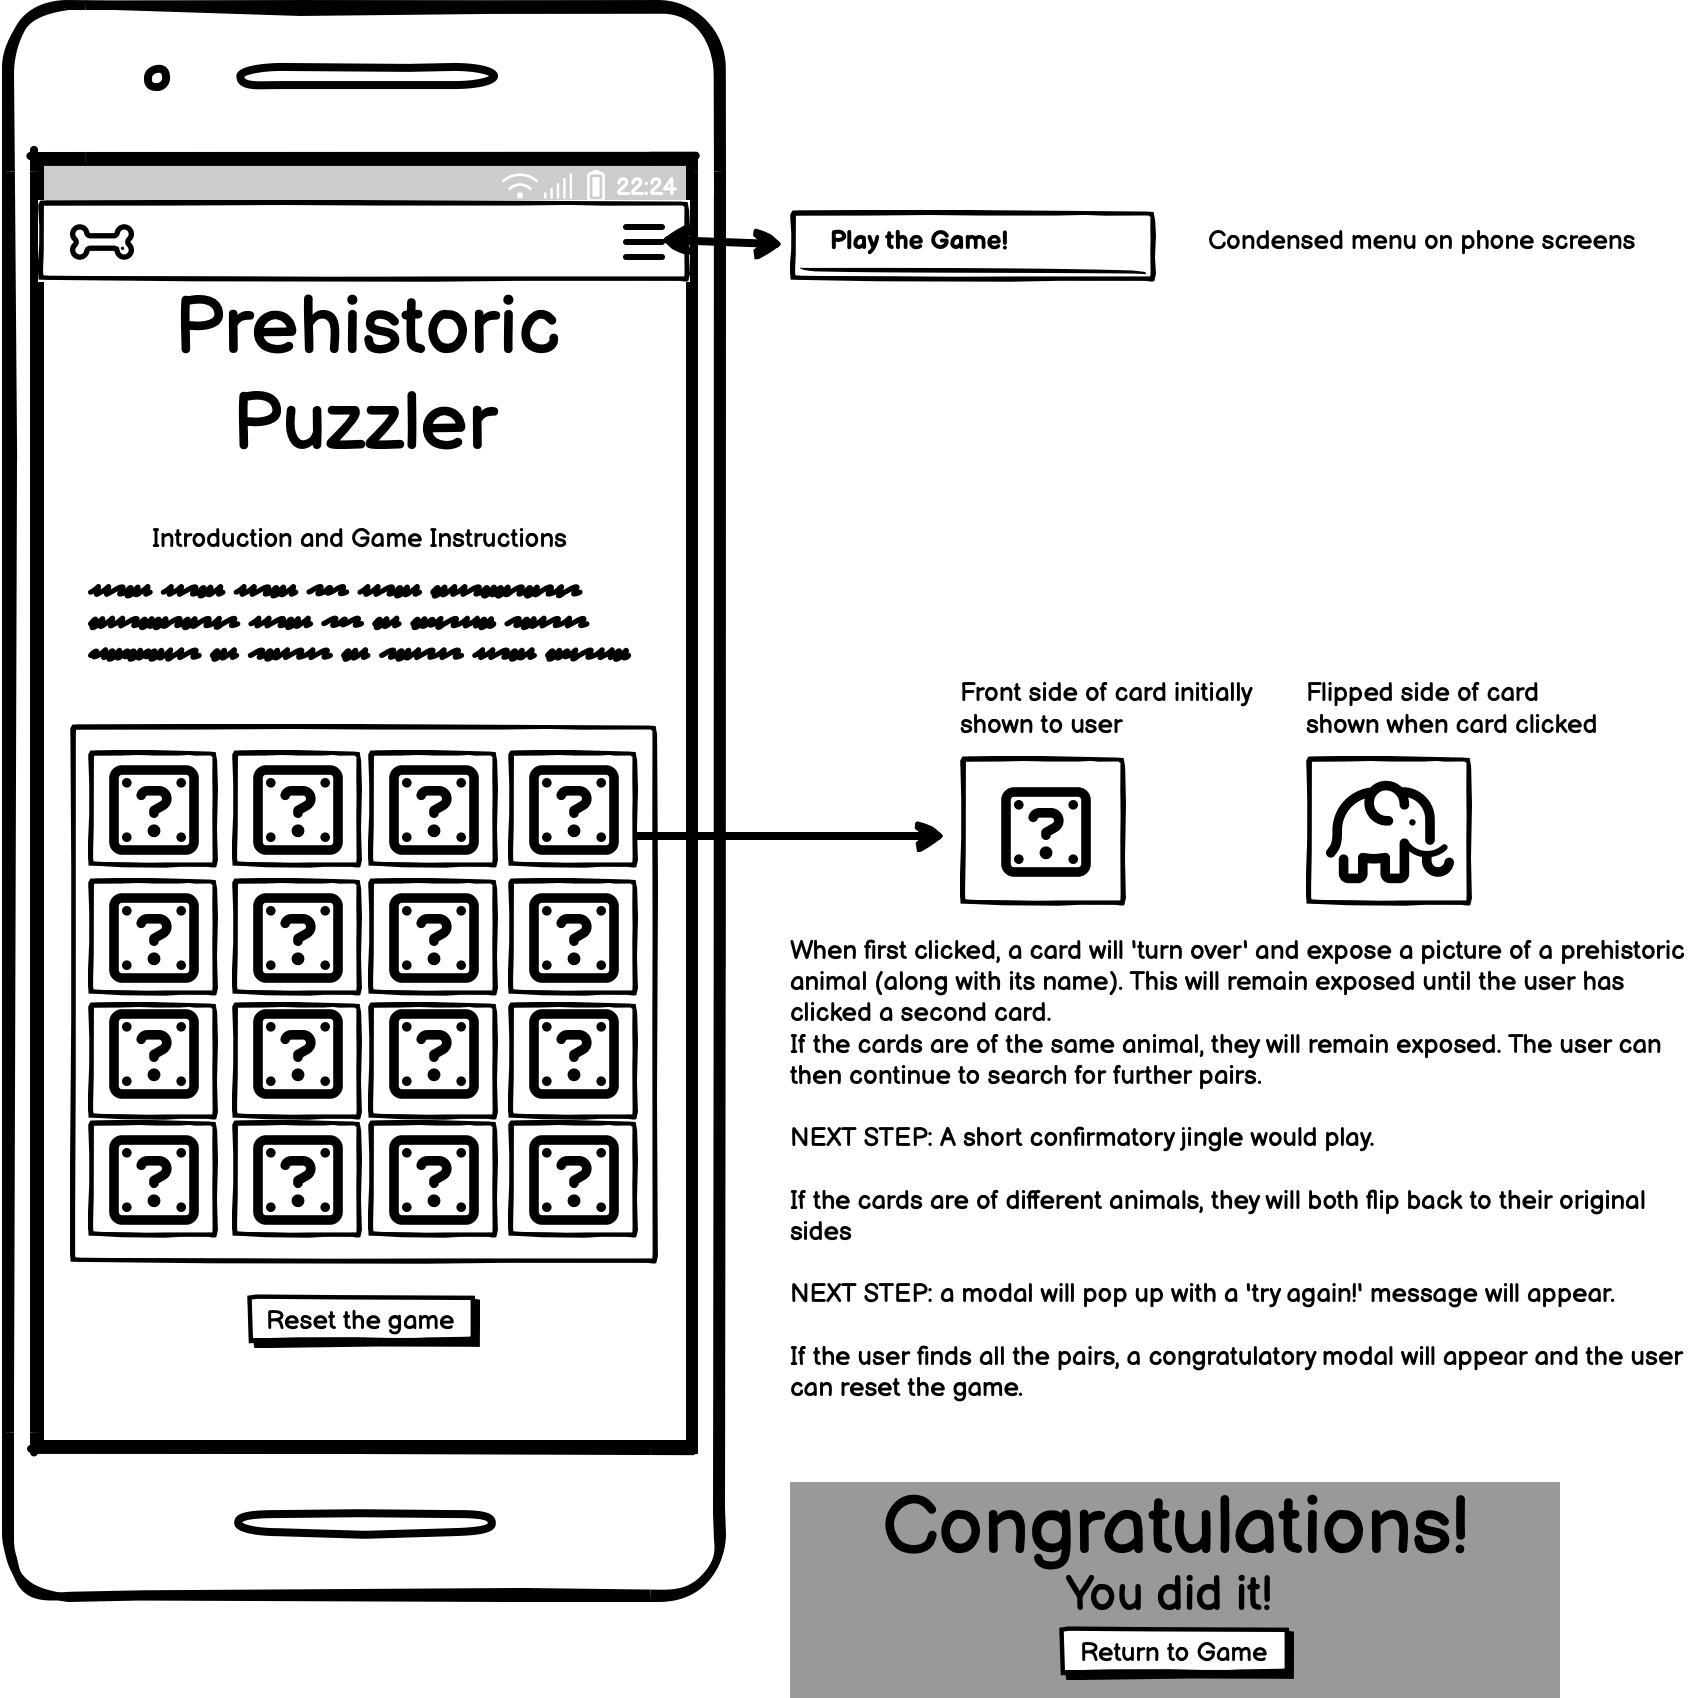 22:24
Play the Game!
Condensed menu on phone screens
Prehistoric
Puzzler
Introduction and Game Instructions
Front side of card initially
shown to user
Flipped side of card
shown when card clicked
? ? ? ?
?
? ? ? ?
? ? ? ?
? ? ? ?
When first clicked, a card will 'turn over' and expose a picture of a prehistoric
animal (along with its name). This will remain exposed until the user has
clicked a second card.
If the cards are of the same animal, they will remain exposed. The user can
then continue to search for further pairs.
NEXT STEP: A short confirmatory jingle would play.
If the cards are of different animals, they will both flip back to their original
sides
NEXT STEP: a modal will pop up with a 'try again!' message will appear.
If the user finds all the pairs, a congratulatory modal will appear and the user
can reset the game.
Reset the game
Congratulations!
You did it!
Return to Game